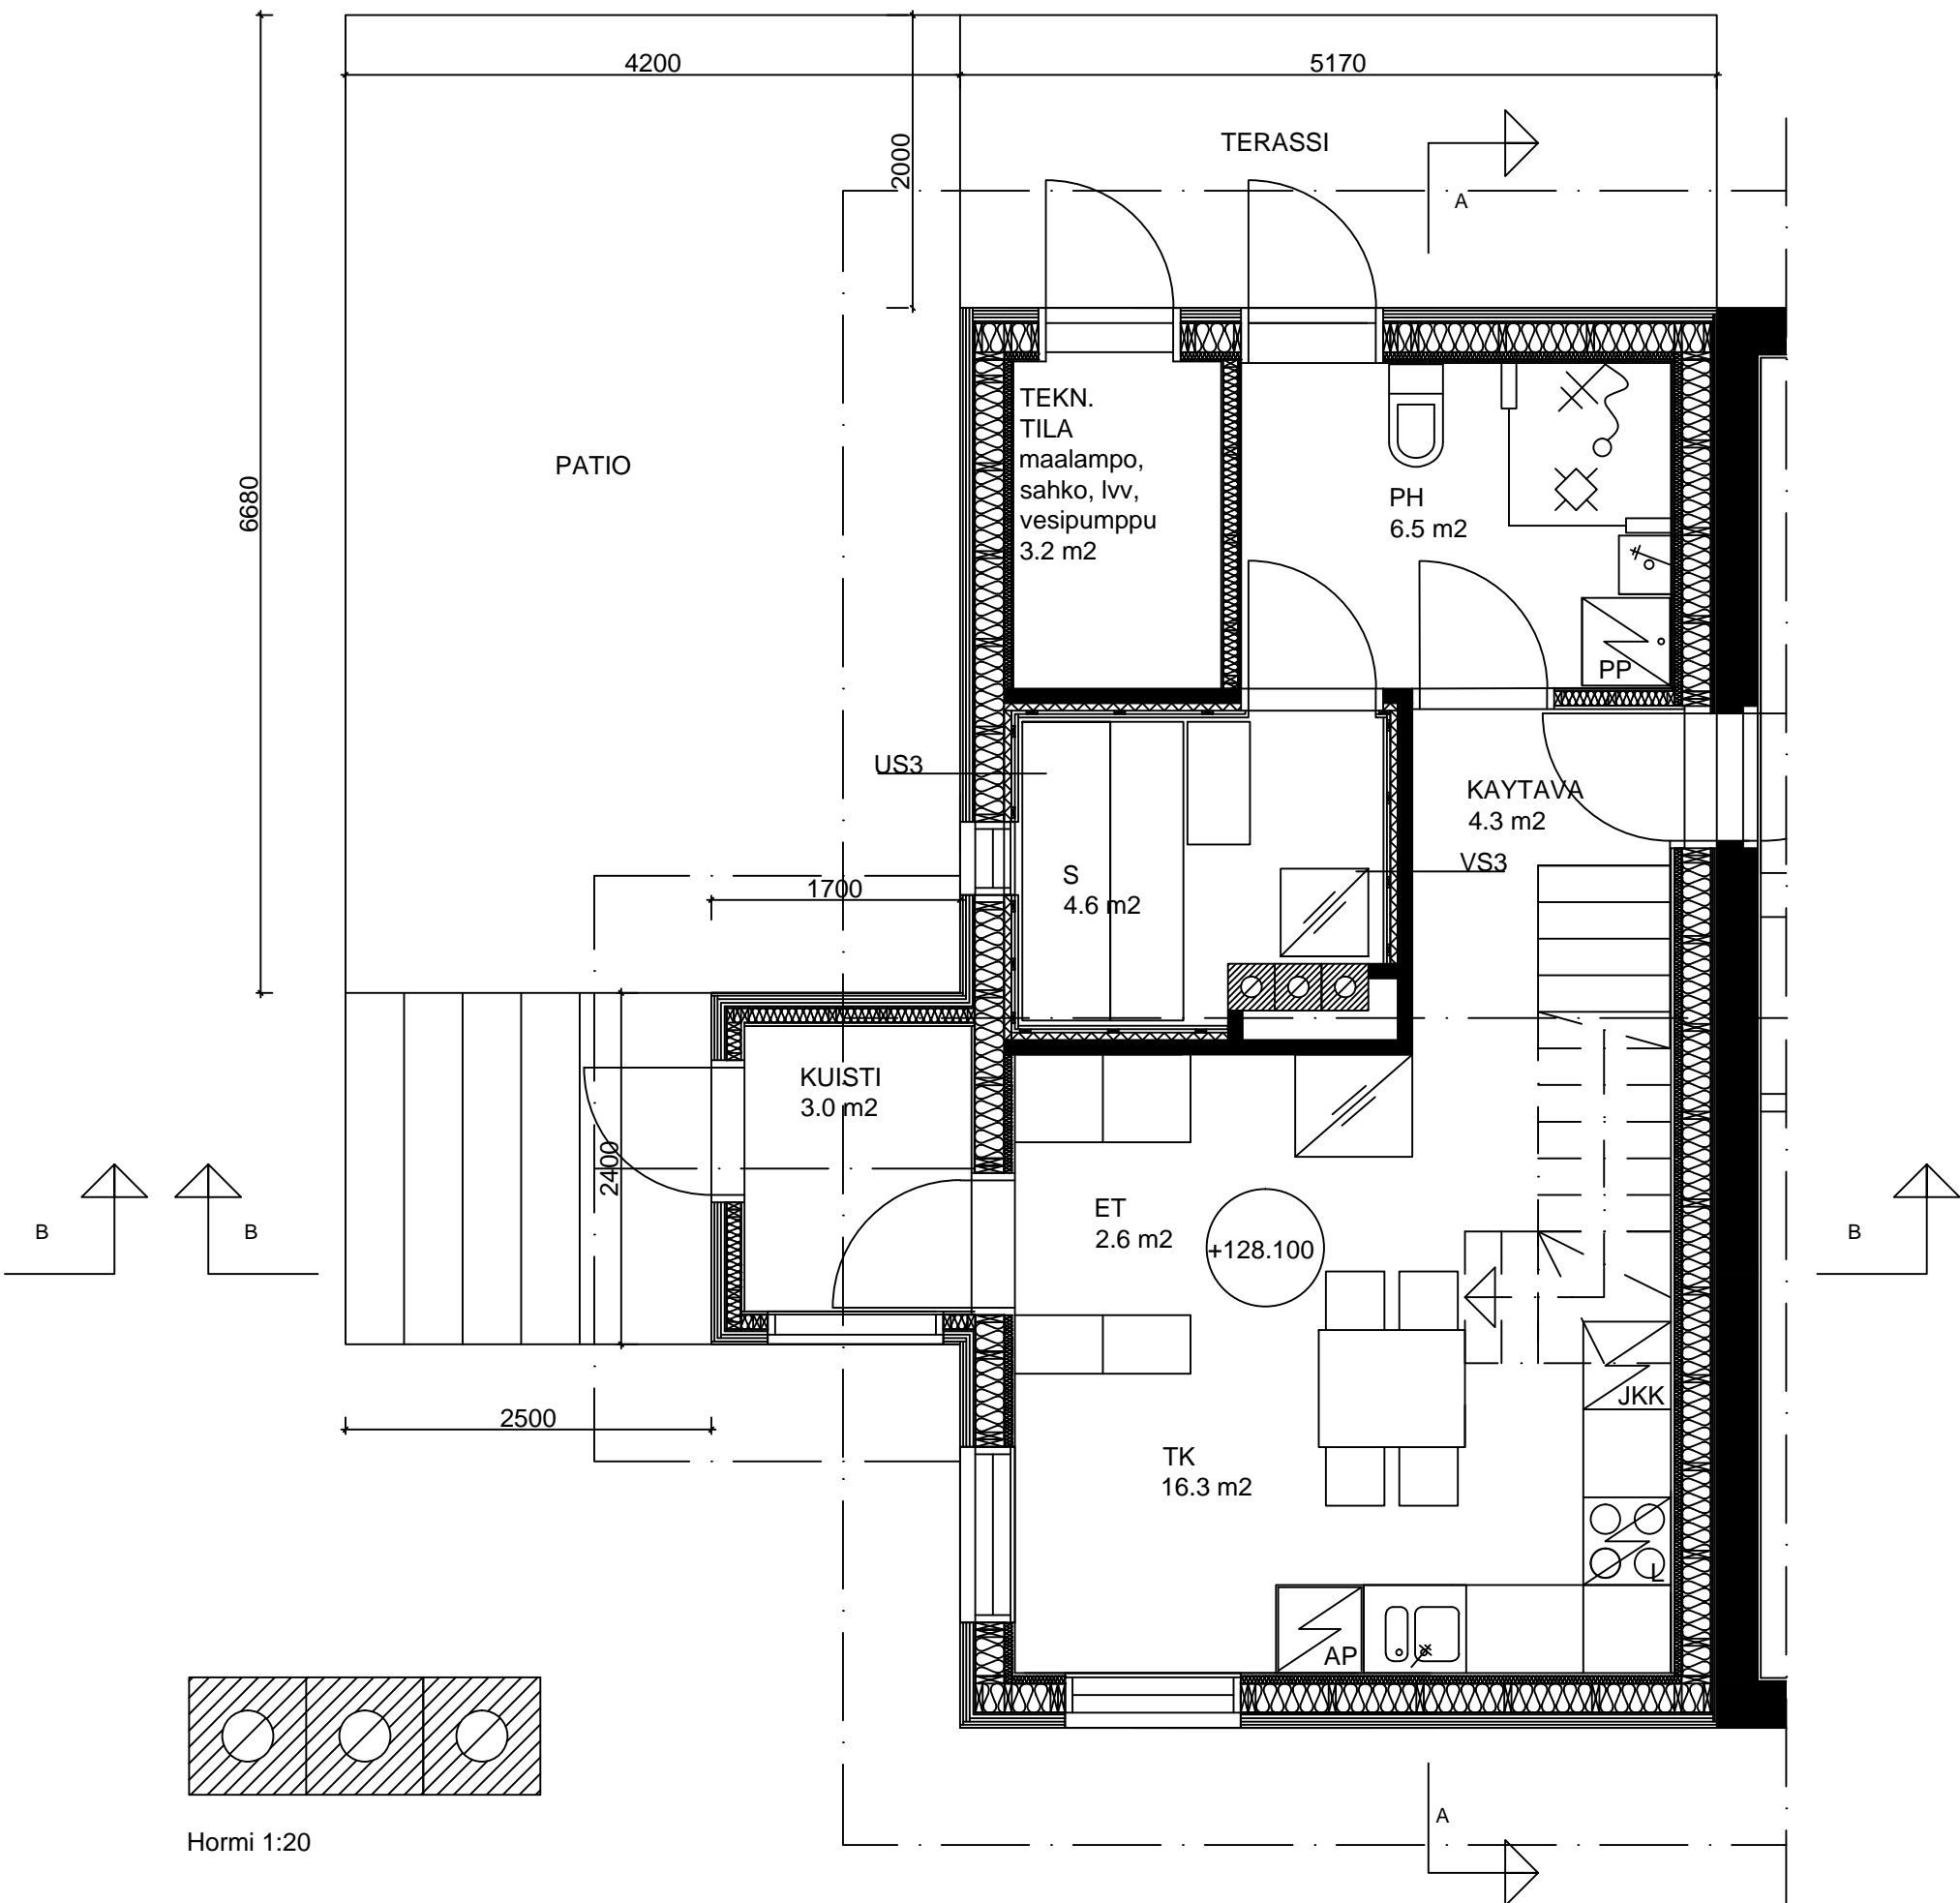 4200
5170
2000
TERASSI
A
6680
PATIO
TEKN.
TILA
maalampo,
sahko, lvv,
vesipumppu
3.2 m2
PH
6.5 m2
PP
US3
KAYTAVA
4.3 m2
VS3
S
4.6 m2
1700
KUISTI
3.0 m2
2400
ET
2.6 m2
+128.100
B
B
B
JKK
2500
TK
16.3 m2
L
AP
A
Hormi 1:20